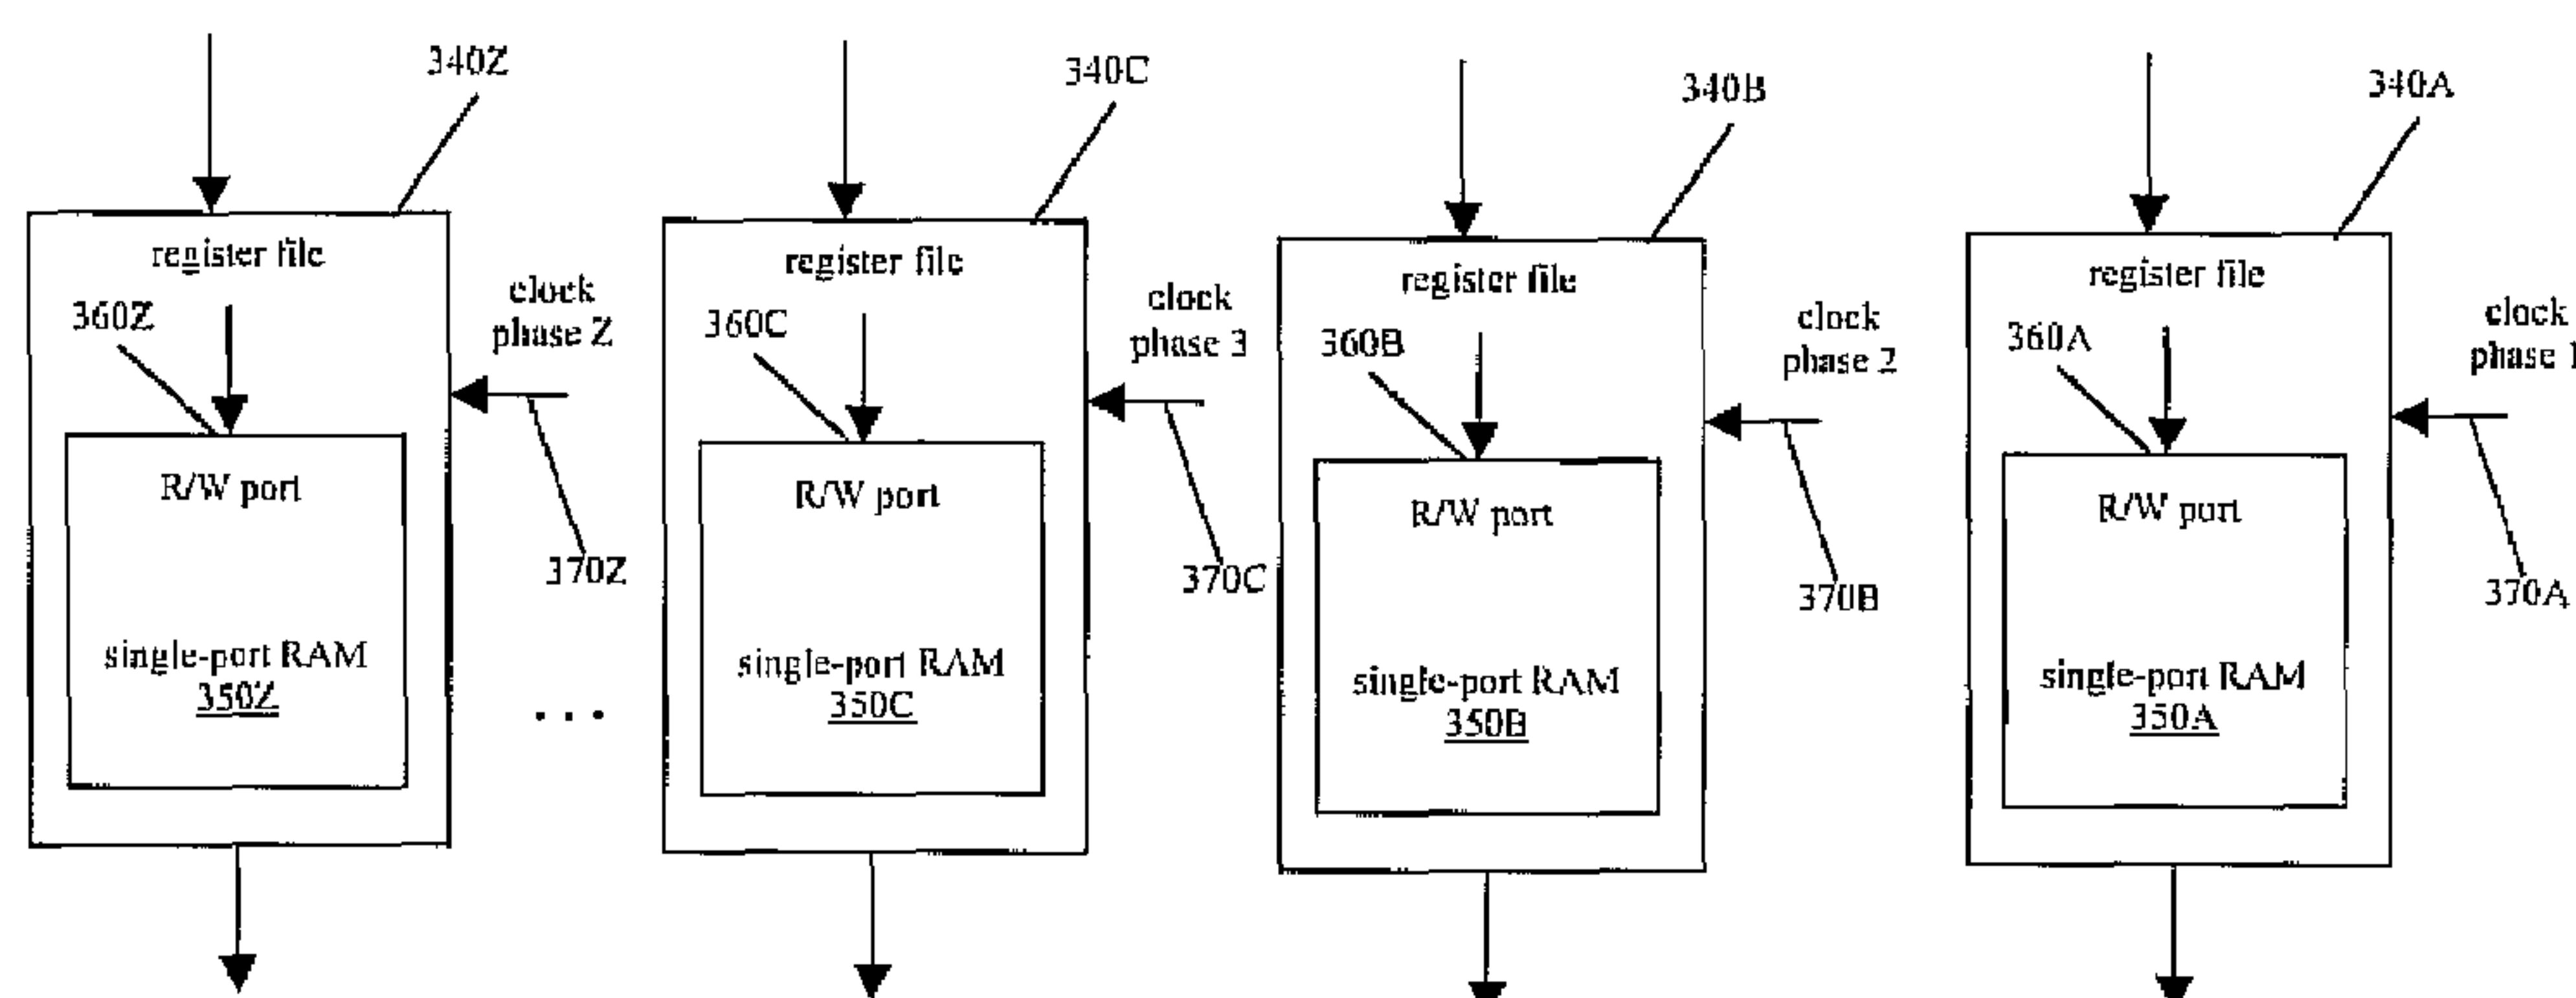 340Z
register file
360Z
clock
phase Z
R/W port
370Z
single-port RAM
350Z
. . .
340C
register file
360C
clock
phase 3
R/W port
370C
single-port RAM
350C
340B
register file
360B
clock
phase 2
R/W port
370B
single-port RAM
350B
340A
register file
360A
clock
phase 1
R/W port
370A
single-port RAM
350A